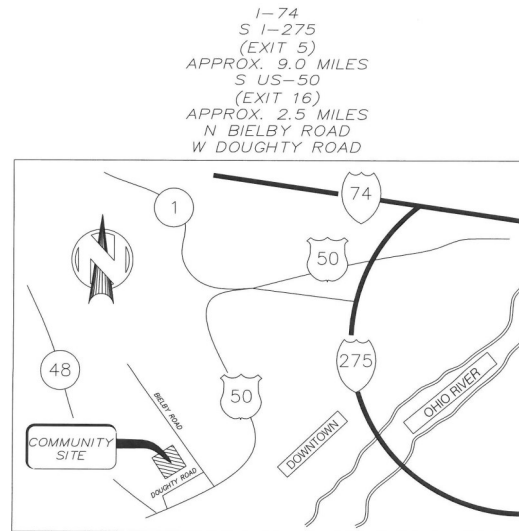 I-74
S I-275
(EXIT 5)
APPROX. 9.0 MILES
S US-50
(EXIT 16)
APPROX. 2.5 MILES
N BIELBY ROAD
W DOUGHTY ROAD
1
74
N
50
48
275
50
BIELBY ROAD
OHIO RIVER
DOWNTOWN
COMMUNITY
SITE
DOUGHTY ROAD